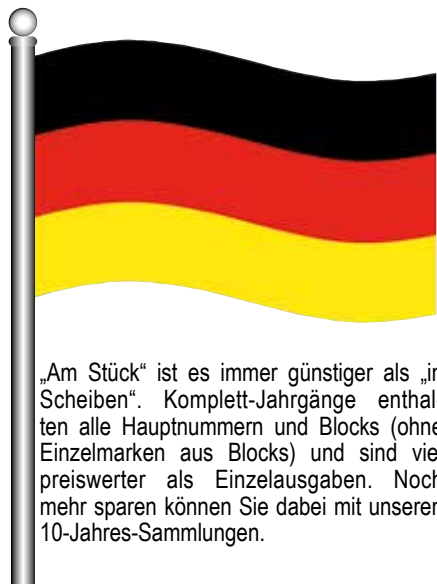 „Am Stück“ ist es immer günstiger als „in
Scheiben“. Komplett-Jahrgänge enthal-
ten alle Hauptnummern und Blocks (ohne
Einzelmarken aus Blocks) und sind vie
preiswerter als Einzelausgaben. Noch
mehr sparen können Sie dabei mit unseren
10-Jahres-Sammlungen.